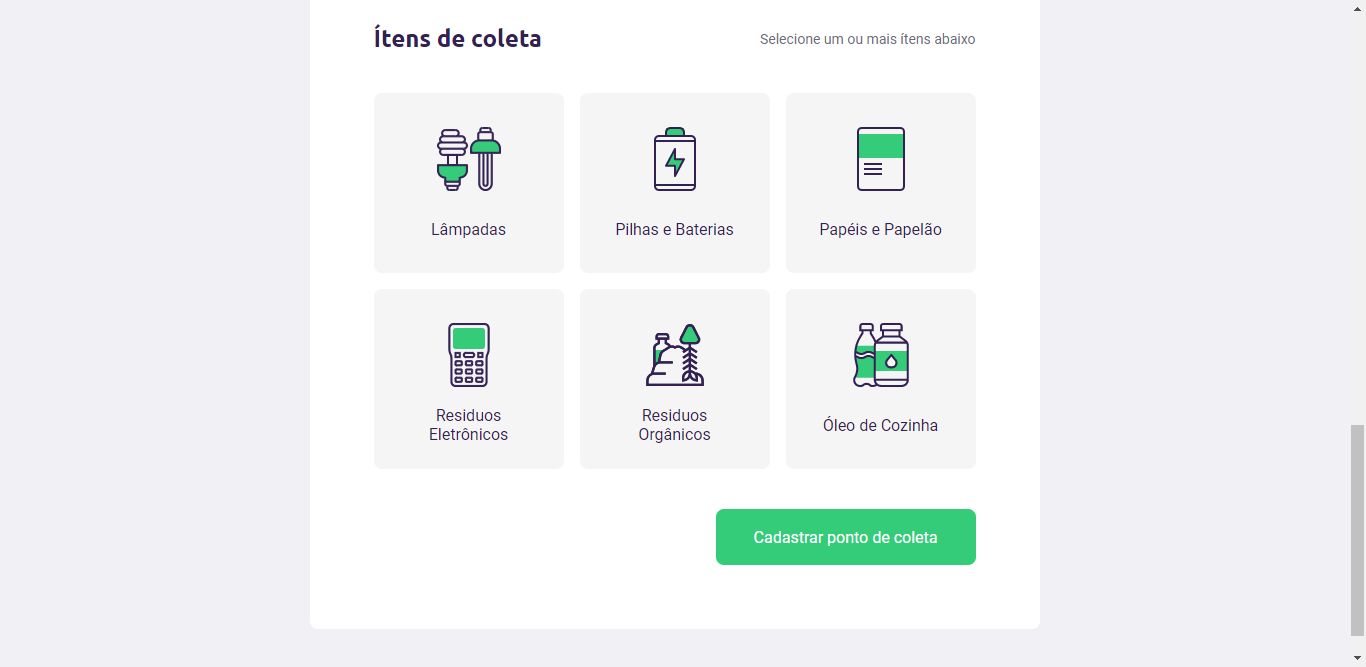 Ítens de coleta
Selecione um ou mais ítens abaixo
Lâmpadas
Pilhas e Baterias
Papéis e Papelão
Residuos
Eletrônicos
Residuos
Orgânicos
Óleo de Cozinha
Cadastrar ponto de coleta